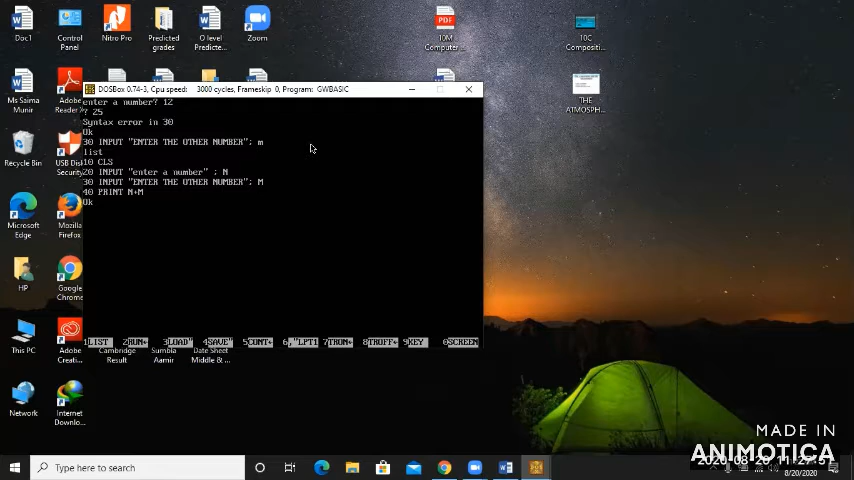 Doc1
Control
Panel
Nitro Pro
Predicted
grades
O level
Predicte...
Zoom
10M
Computer...
10C
Compositi...
Ms Saima
Munir
Adobe
Reader
THE
ATMOSPH...
DOSBox 0.74-3, Cpu speed: 3000 cycles, Frameskip 0, Program: GWBASIC
enter a number? 12
? 25
Syntax error in 30
Ok
30 INPUT "ENTER THE OTHER NUMBER"; m
list
10 CLS
20 INPUT "enter a number" ; N
30 INPUT "ENTER THE OTHER NUMBER"; M
40 PRINT N+M
Ok
1LIST 2RUN← 3LOAD" 4SAVE" 5CONT← 6,"LPT1 7TRON← 8TROFF← 9KEY 0SCREEN
Recycle Bin
USB Disk
Security
Microsoft
Edge
Mozilla
Firefox
HP
Google
Chrome
This PC
Adobe
Creati...
Cambridge
Result
Sumbla
Aamir
Date Sheet
Middle &...
Network
Internet
Downlo...
MADE IN
ANIMOTICA
Type here to search
8/20/2020